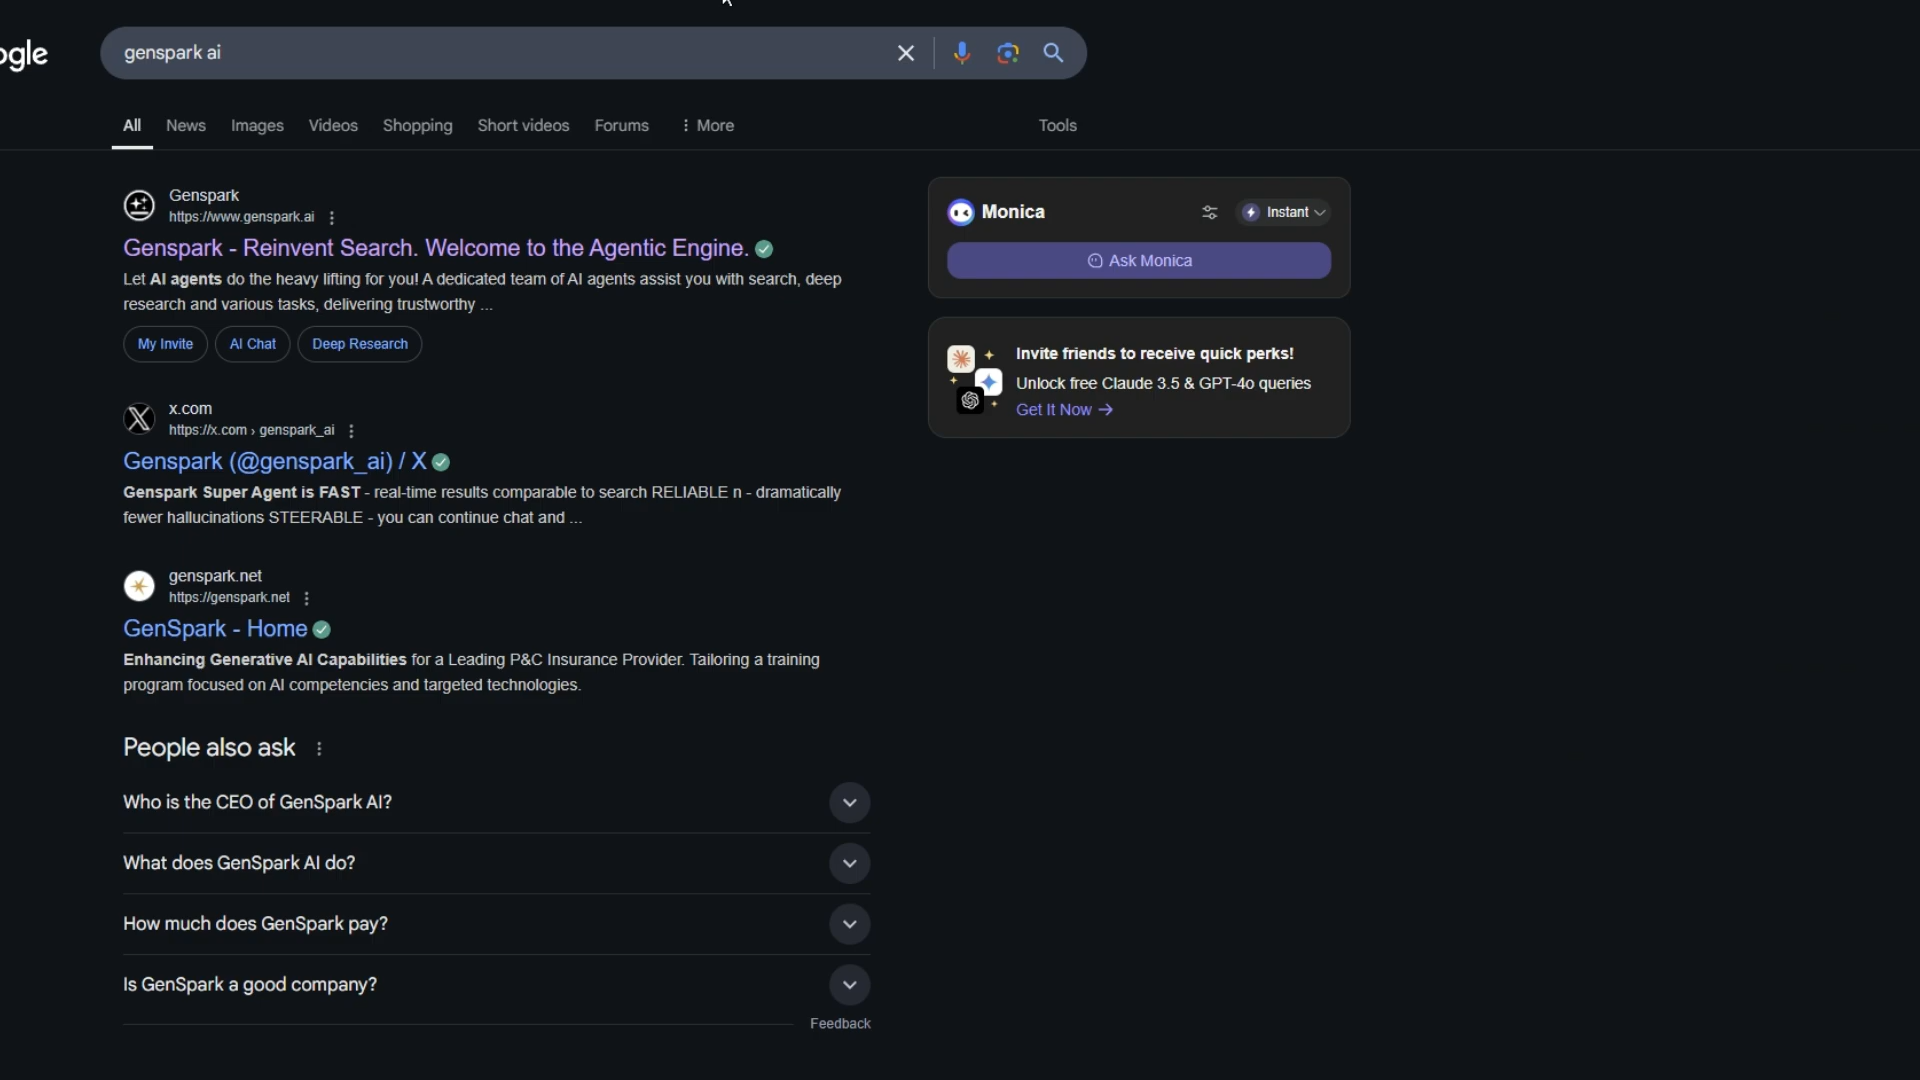 ogle
genspark ai
All News Images Videos Shopping Short videos Forums More Tools
Genspark
https://www.genspark.ai
Genspark - Reinvent Search. Welcome to the Agentic Engine.
Let AI agents do the heavy lifting for you! A dedicated team of AI agents assist you with search, deep
research and various tasks, delivering trustworthy ...
My Invite AI Chat Deep Research
x.com
https://x.com › genspark_ai
Genspark (@genspark_ai) / X
Genspark Super Agent is FAST - real-time results comparable to search RELIABLE n - dramatically
fewer hallucinations STEERABLE - you can continue chat and ...
genspark.net
https://genspark.net
GenSpark - Home
Enhancing Generative AI Capabilities for a Leading P&C Insurance Provider. Tailoring a training
program focused on AI competencies and targeted technologies.
People also ask
Who is the CEO of GenSpark AI?
What does GenSpark AI do?
How much does GenSpark pay?
Is GenSpark a good company?
Feedback
Monica
Instant
Ask Monica
Invite friends to receive quick perks!
Unlock free Claude 3.5 & GPT-4o queries
Get It Now →